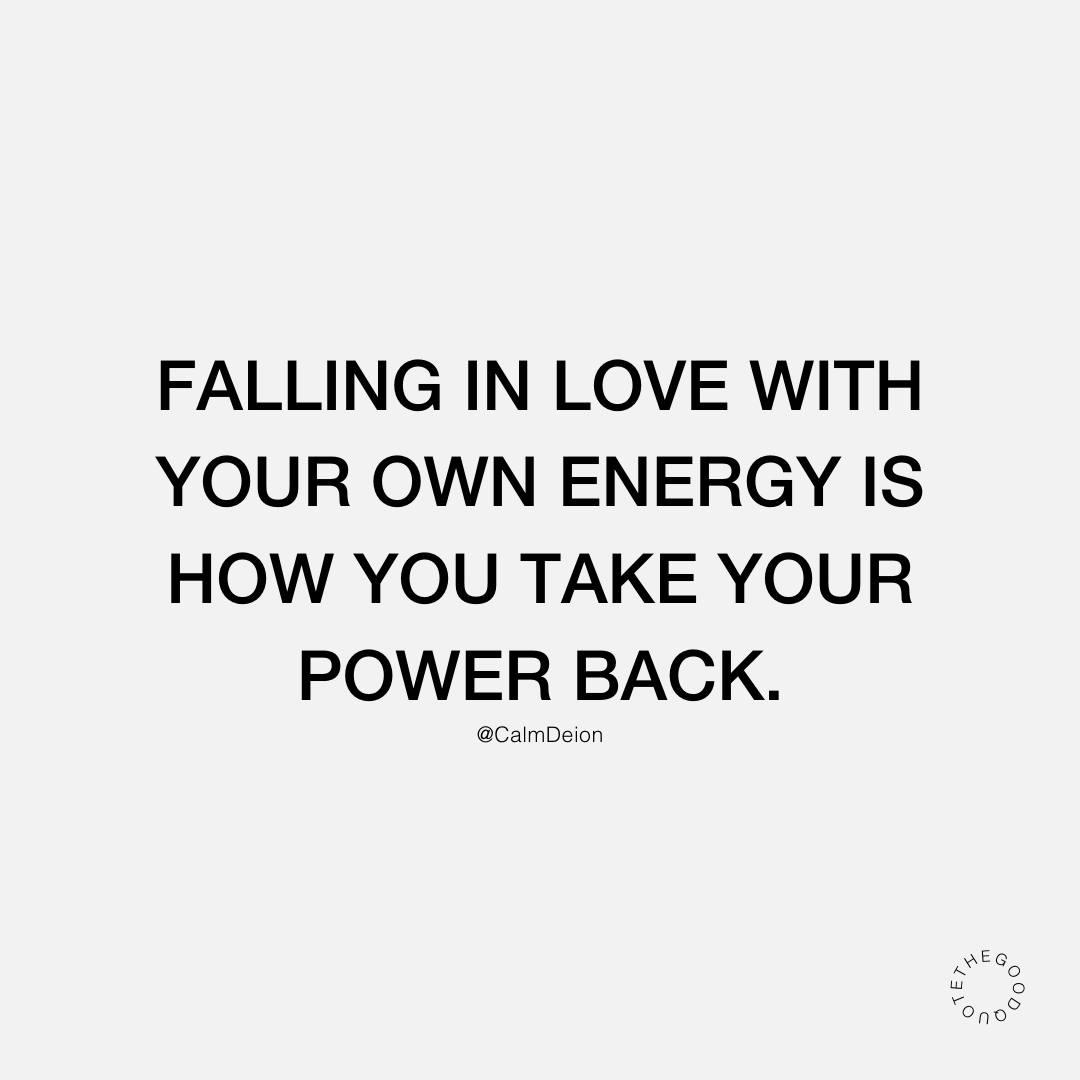 FALLING IN LOVE WITH
YOUR OWN ENERGY IS
HOW YOU TAKE YOUR
POWER BACK.
@CalmDeion
THEGOODQUOTE